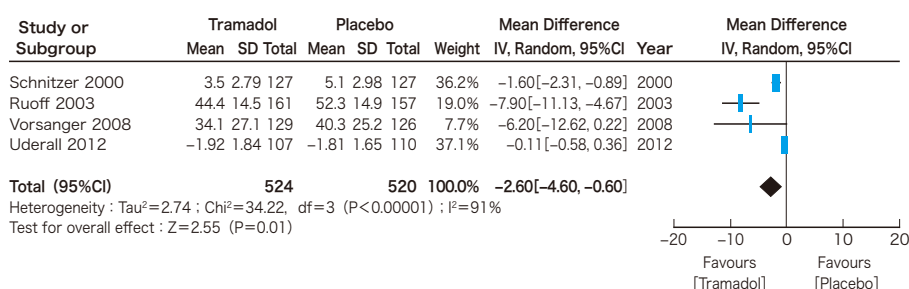 Study or Subgroup Tramadol Placebo Mean Difference Mean Difference
Mean SD Total Mean SD Total Weight IV, Random, 95%CI Year IV, Random, 95%CI
Schnitzer 2000 3.5 2.79 127 5.1 2.98 127 36.2% −1.60[−2.31, −0.89] 2000
Ruoff 2003 44.4 14.5 161 52.3 14.9 157 19.0% −7.90[−11.13, −4.67] 2003
Vorsanger 2008 34.1 27.1 129 40.3 25.2 126 7.7% −6.20[−12.62, 0.22] 2008
Uderall 2012 −1.92 1.84 107 −1.81 1.65 110 37.1% −0.11[−0.58, 0.36] 2012
Total (95%CI) 524 520 100.0% −2.60[−4.60, −0.60]
Heterogeneity : Tau²=2.74 ; Chi²=34.22, df=3 (P<0.00001) ; I²=91%
Test for overall effect : Z=2.55 (P=0.01)
−20 −10 0 10 20
Favours [Tramadol] Favours [Placebo]